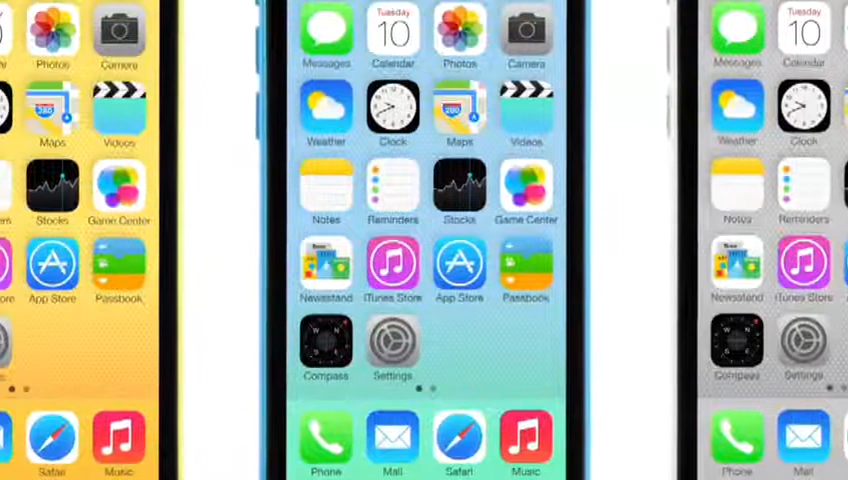 Photos Camera
Maps Videos
Stocks Game Center
App Store Passbook
Safari Music
Tuesday
10
Messages Calendar Photos Camera
280
Weather Clock Maps Videos
Notes Reminders Stocks Game Center
Newsstand iTunes Store App Store Passbook
N
W E
S
Compass Settings
Phone Mail Safari Music
Tuesday
10
Messages Calendar
Weather Clock
Notes Reminders
Newsstand iTunes Store
Compass Settings
Phone Mail